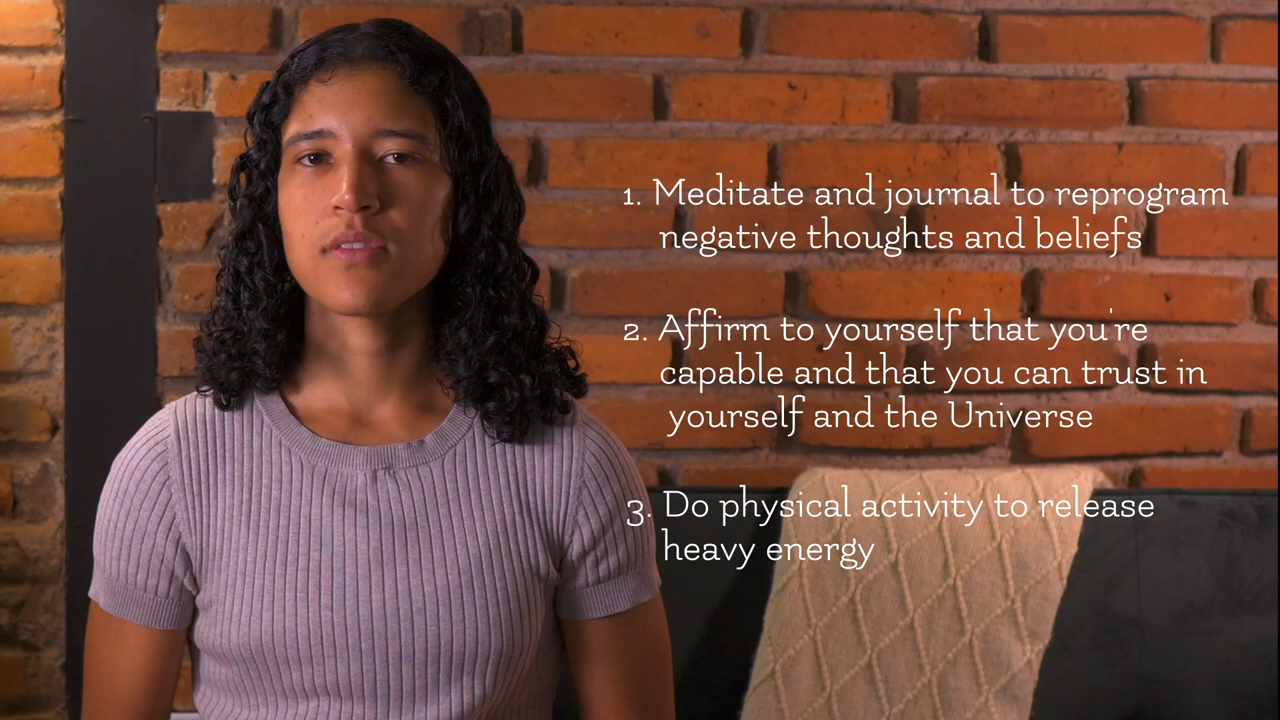 1. Meditate and journal to reprogram
negative thoughts and beliefs
2. Affirm to yourself that you're
capable and that you can trust in
yourself and the Universe
3. Do physical activity to release
heavy energy